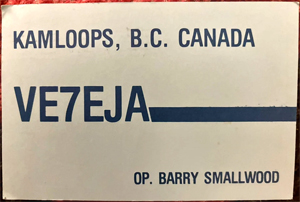 KAMLOOPS, B.C. CANADA
VE7EJA
OP. BARRY SMALLWOOD